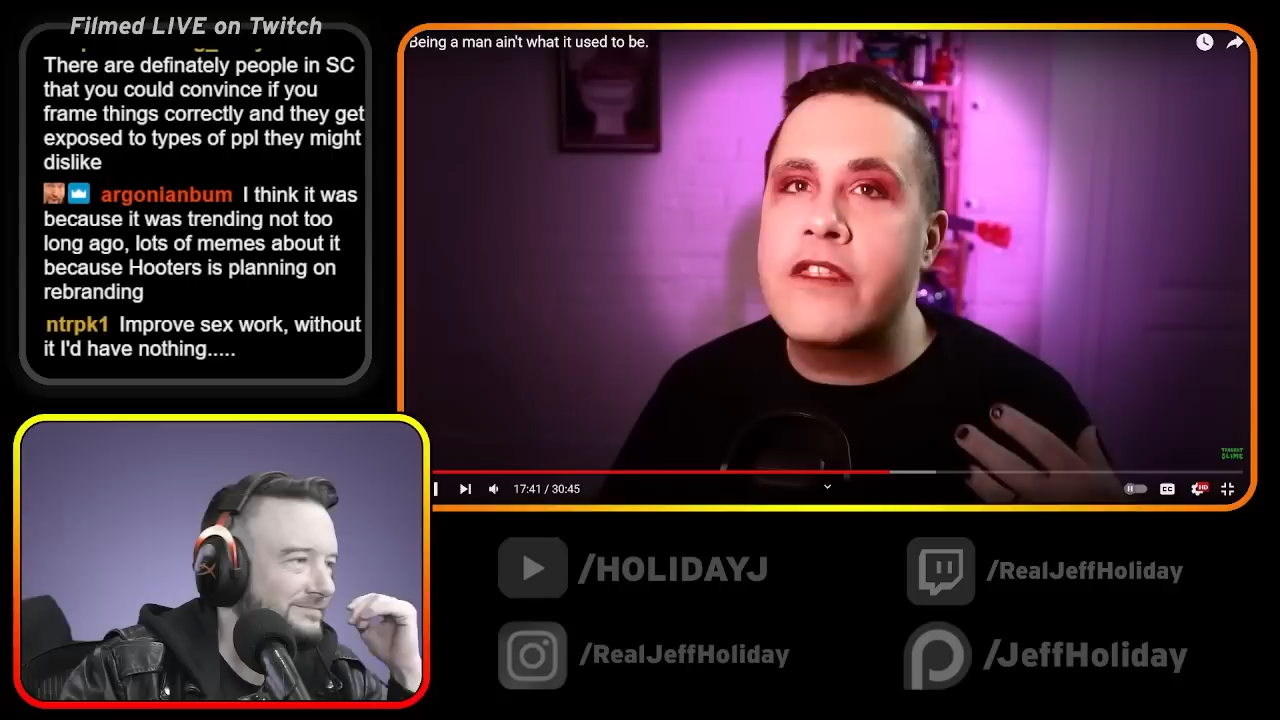 Filmed LIVE on Twitch
There are definately people in SC
that you could convince if you
frame things correctly and they get
exposed to types of ppl they might
dislike
argonianbum I think it was
because it was trending not too
long ago, lots of memes about it
because Hooters is planning on
rebranding
ntrpk1 Improve sex work, without
it I'd have nothing.....
Being a man ain't what it used to be.
THOUGHT
SLIME
17:41 / 30:45
CC
HD
/HOLIDAYJ
/RealJeffHoliday
/RealJeffHoliday
/JeffHoliday